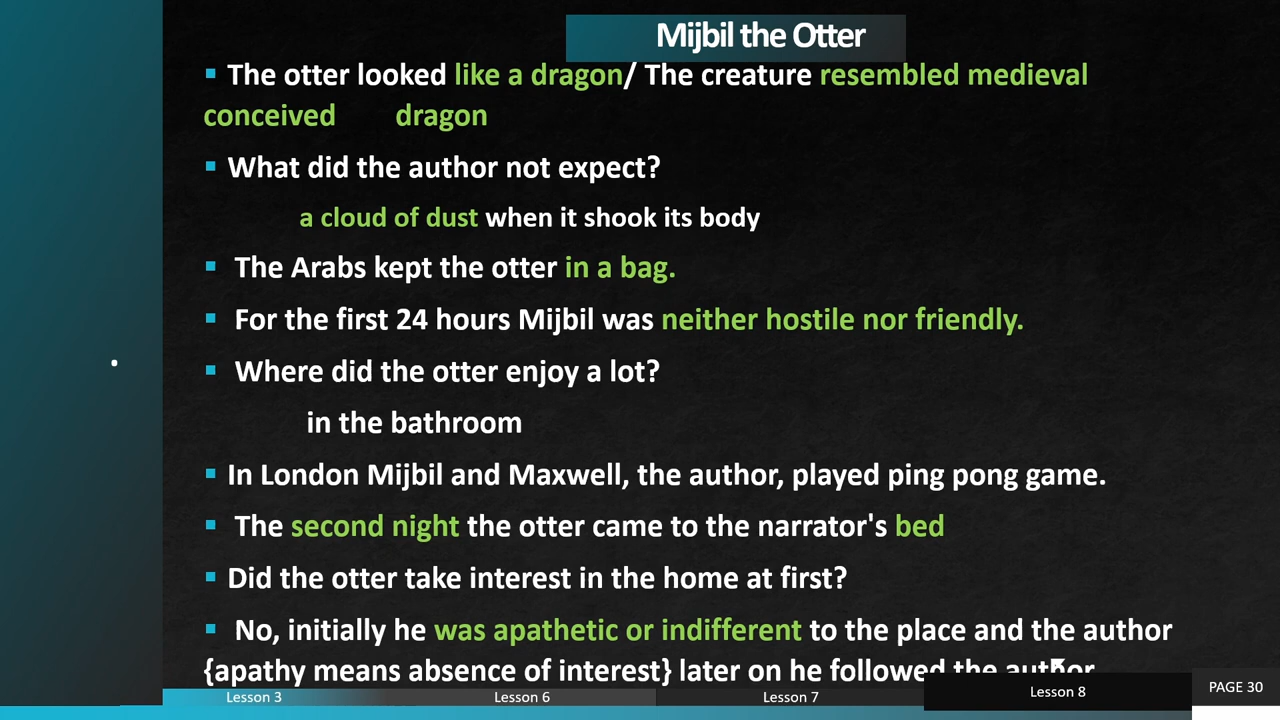 Mijbil the Otter
▪ The otter looked like a dragon/ The creature resembled medieval
conceived dragon
▪ What did the author not expect?
a cloud of dust when it shook its body
▪ The Arabs kept the otter in a bag.
▪ For the first 24 hours Mijbil was neither hostile nor friendly.
▪ Where did the otter enjoy a lot?
in the bathroom
▪ In London Mijbil and Maxwell, the author, played ping pong game.
▪ The second night the otter came to the narrator's bed
▪ Did the otter take interest in the home at first?
▪ No, initially he was apathetic or indifferent to the place and the author
{apathy means absence of interest} later on he followed the author
Lesson 3 Lesson 6 Lesson 7 Lesson 8 PAGE 30